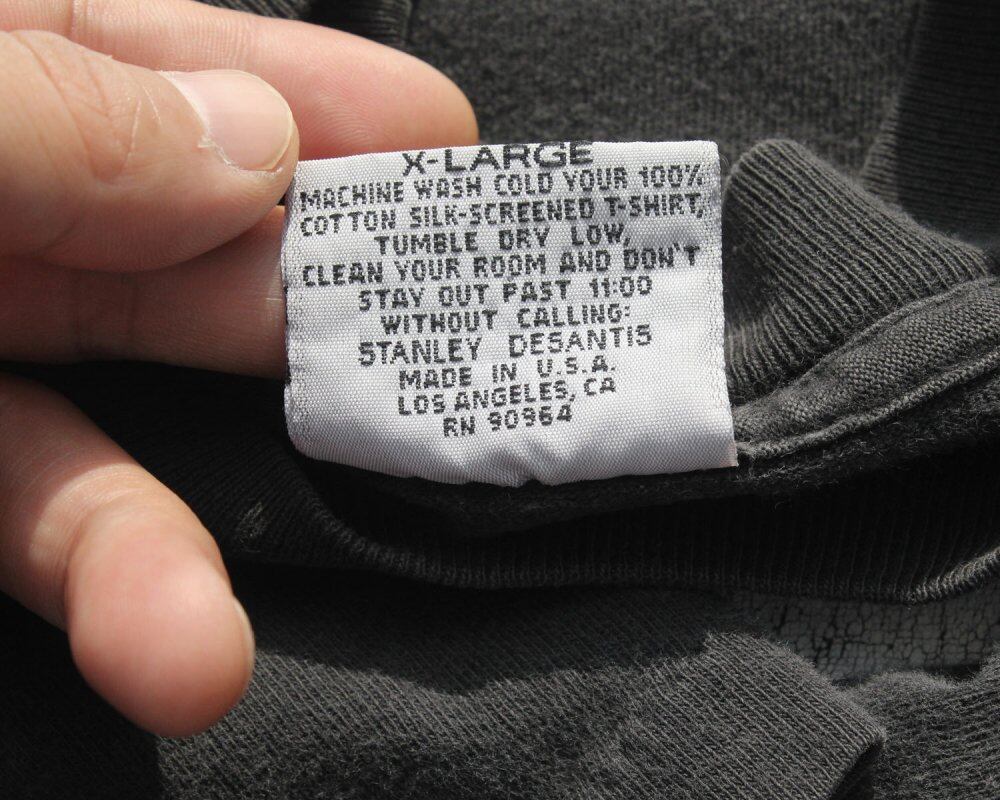 X-LARGE
MACHINE WASH COLD YOUR 100%
COTTON SILK-SCREENED T-SHIRT,
TUMBLE DRY LOW,
CLEAN YOUR ROOM AND DON'T
STAY OUT PAST 11:00
WITHOUT CALLING:
STANLEY DESANTIS
MADE IN U.S.A.
LOS ANGELES, CA
RN 90964